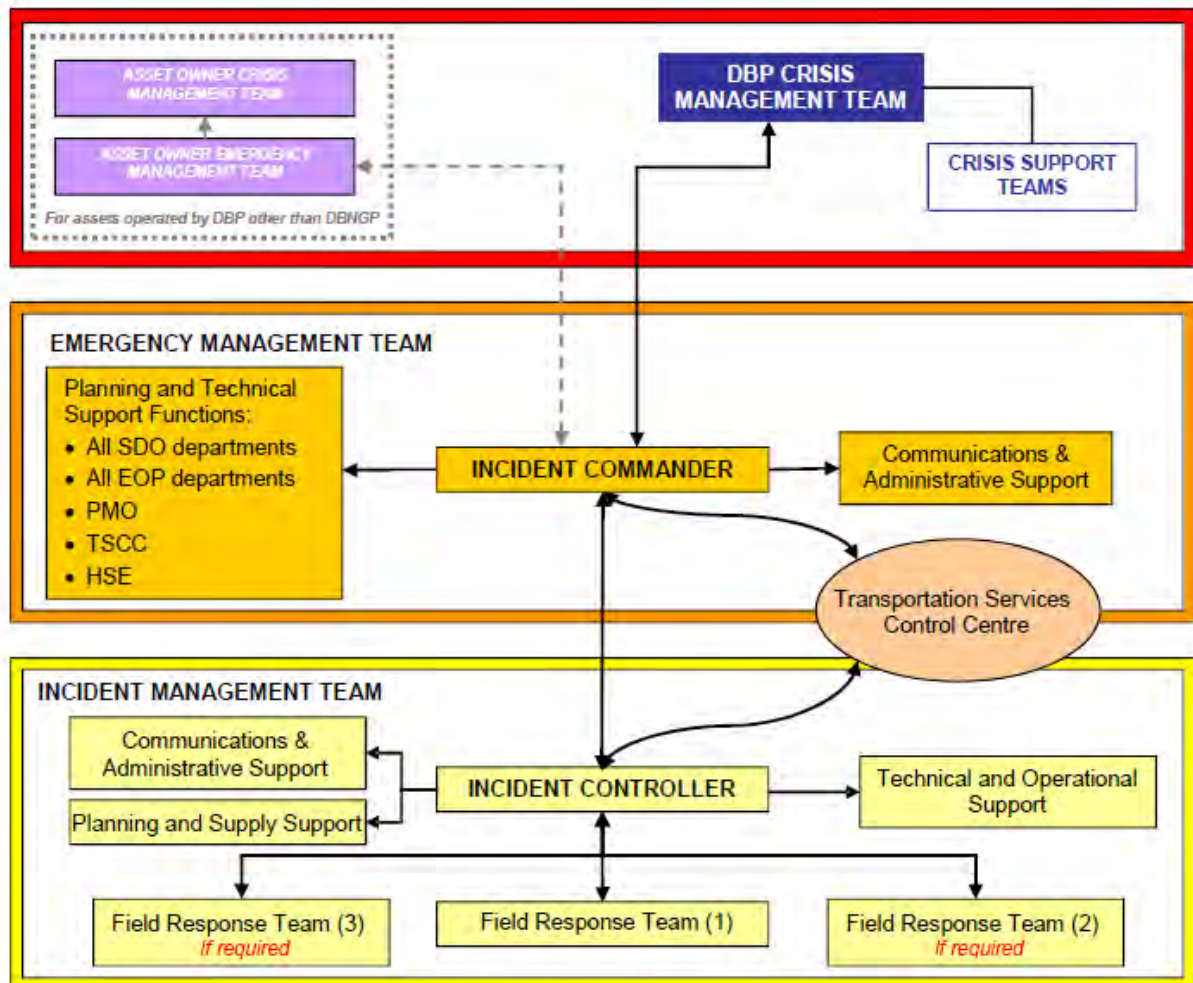 ASSET OWNER CRISIS
MANAGEMENT TEAM
ASSET OWNER EMERGENCY
MANAGEMENT TEAM
For assets operated by DBP other than DBNGP
DBP CRISIS
MANAGEMENT TEAM
CRISIS SUPPORT
TEAMS
EMERGENCY MANAGEMENT TEAM
Planning and Technical
Support Functions:
• All SDO departments
• All EOP departments
• PMO
• TSCC
• HSE
INCIDENT COMMANDER
Communications &
Administrative Support
Transportation Services
Control Centre
INCIDENT MANAGEMENT TEAM
Communications &
Administrative Support
Planning and Supply Support
INCIDENT CONTROLLER
Technical and Operational
Support
Field Response Team (3)
If required
Field Response Team (1)
Field Response Team (2)
If required